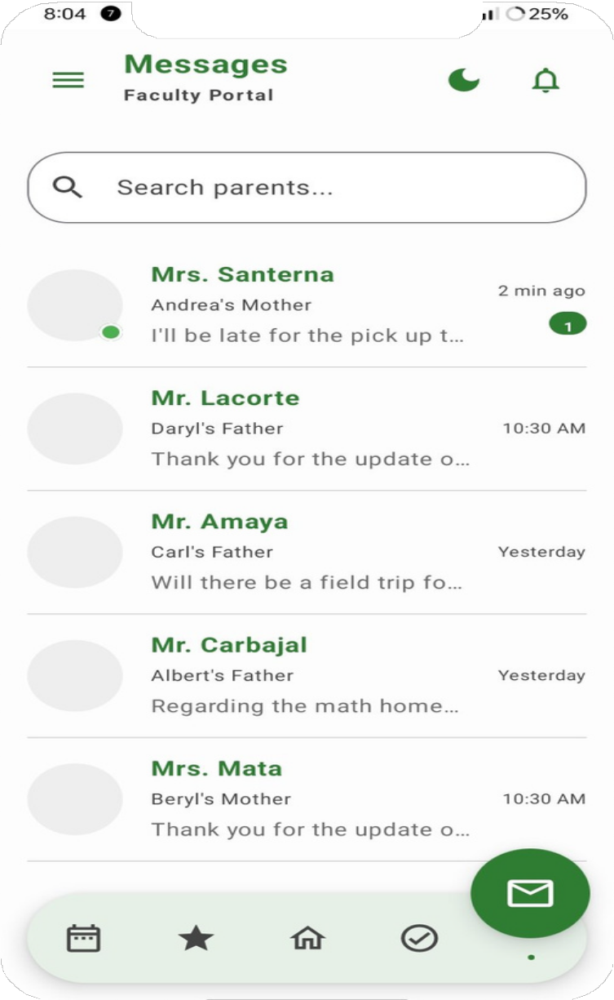 8:04 7 25%
Messages
Faculty Portal
Search parents...
Mrs. Santerna
Andrea's Mother
2 min ago
I'll be late for the pick up t...
1
Mr. Lacorte
Daryl's Father
10:30 AM
Thank you for the update o...
Mr. Amaya
Carl's Father
Yesterday
Will there be a field trip fo...
Mr. Carbajal
Albert's Father
Yesterday
Regarding the math home...
Mrs. Mata
Beryl's Mother
10:30 AM
Thank you for the update o...